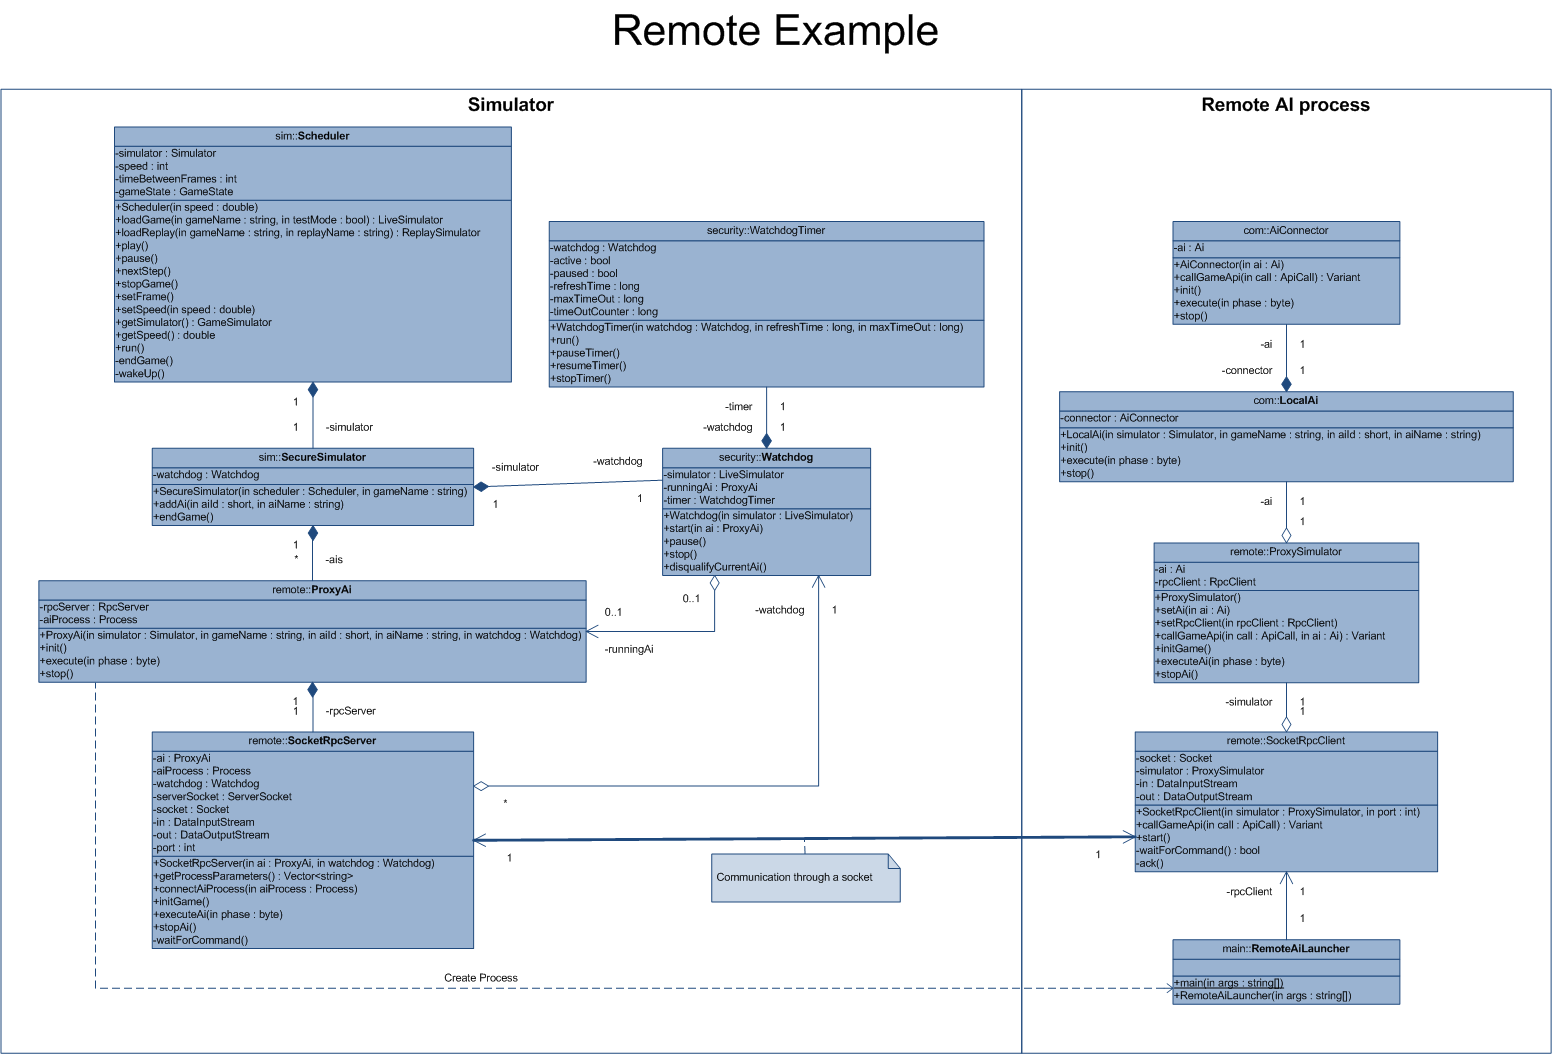 Remote Example
Simulator
sim::Scheduler
-simulator : Simulator
-speed : int
-timeBetweenFrames : int
-gameState : GameState
+Scheduler(in speed : double)
+loadGame(in gameName : string, in testMode : bool) : LiveSimulator
+loadReplay(in gameName : string, in replayName : string) : ReplaySimulator
+play()
+pause()
+nextStep()
+stopGame()
+setFrame()
+setSpeed(in speed : double)
+getSimulator() : GameSimulator
+getSpeed() : double
+run()
-endGame()
-wakeUp()
1
1
-simulator
security::WatchdogTimer
-watchdog : Watchdog
-active : bool
-paused : bool
-refreshTime : long
-maxTimeOut : long
-timeOutCounter : long
+WatchdogTimer(in watchdog : Watchdog, in refreshTime : long, in maxTimeOut : long)
+run()
+pauseTimer()
+resumeTimer()
+stopTimer()
-timer
1
-watchdog
1
sim::SecureSimulator
-watchdog : Watchdog
+SecureSimulator(in scheduler : Scheduler, in gameName : string)
+addAi(in aiId : short, in aiName : string)
+endGame()
-simulator
-watchdog
1
1
security::Watchdog
-simulator : LiveSimulator
-runningAi : ProxyAi
-timer : WatchdogTimer
+Watchdog(in simulator : LiveSimulator)
+start(in ai : ProxyAi)
+pause()
+stop()
+disqualifyCurrentAi()
1
*
-ais
0..1
0..1
-runningAi
-watchdog
1
remote::ProxyAi
-rpcServer : RpcServer
-aiProcess : Process
+ProxyAi(in simulator : Simulator, in gameName : string, in aiId : short, in aiName : string, in watchdog : Watchdog)
+init()
+execute(in phase : byte)
+stop()
1
1
-rpcServer
remote::SocketRpcServer
-ai : ProxyAi
-aiProcess : Process
-watchdog : Watchdog
-serverSocket : ServerSocket
-socket : Socket
-in : DataInputStream
-out : DataOutputStream
-port : int
+SocketRpcServer(in ai : ProxyAi, in watchdog : Watchdog)
+getProcessParameters() : Vector<string>
+connectAiProcess(in aiProcess : Process)
+initGame()
+executeAi(in phase : byte)
+stopAi()
-waitForCommand()
*
1
1
Communication through a socket
Create Process
Remote AI process
com::AiConnector
-ai : Ai
+AiConnector(in ai : Ai)
+callGameApi(in call : ApiCall) : Variant
+init()
+execute(in phase : byte)
+stop()
-ai
1
-connector
1
com::LocalAi
-connector : AiConnector
+LocalAi(in simulator : Simulator, in gameName : string, in aiId : short, in aiName : string)
+init()
+execute(in phase : byte)
+stop()
-ai
1
1
remote::ProxySimulator
-ai : Ai
-rpcClient : RpcClient
+ProxySimulator()
+setAi(in ai : Ai)
+setRpcClient(in rpcClient : RpcClient)
+callGameApi(in call : ApiCall, in ai : Ai) : Variant
+initGame()
+executeAi(in phase : byte)
+stopAi()
-simulator
1
1
remote::SocketRpcClient
-socket : Socket
-simulator : ProxySimulator
-in : DataInputStream
-out : DataOutputStream
+SocketRpcClient(in simulator : ProxySimulator, in port : int)
+callGameApi(in call : ApiCall) : Variant
+start()
-waitForCommand() : bool
-ack()
-rpcClient
1
1
main::RemoteAiLauncher
+main(in args : string[])
+RemoteAiLauncher(in args : string[])